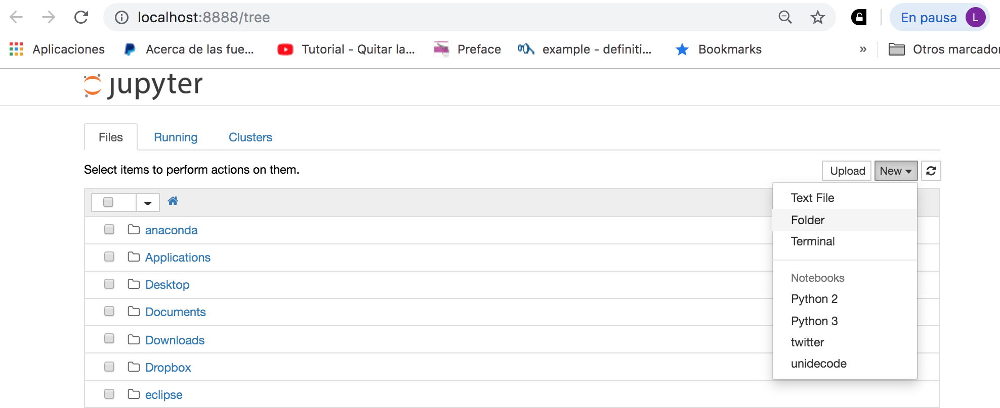 localhost:8888/tree
En pausa L
Aplicaciones Acerca de las fue... Tutorial - Quitar la... Preface example - definiti... Bookmarks » Otros marcador
jupyter
Files Running Clusters
Select items to perform actions on them.
Upload New
Text File
Folder
Terminal
Notebooks
Python 2
Python 3
twitter
unidecode
anaconda
Applications
Desktop
Documents
Downloads
Dropbox
eclipse